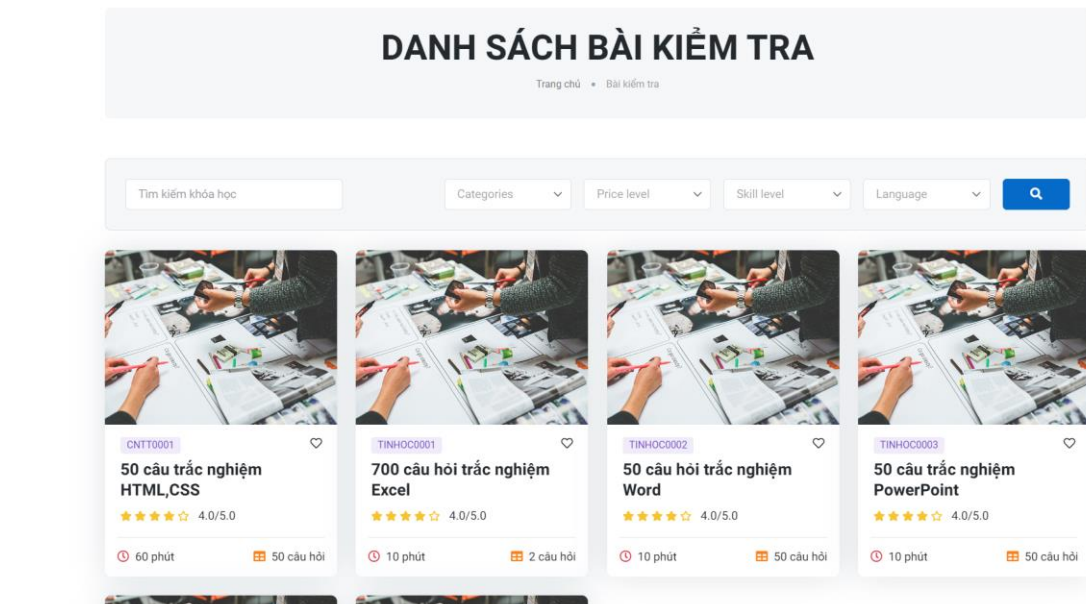 DANH SÁCH BÀI KIỂM TRA
Trang chủ • Bài kiểm tra
Tìm kiếm khóa học
Categories
Price level
Skill level
Language
CNTT0001
50 câu trắc nghiệm
HTML,CSS
4.0/5.0
60 phút
50 câu hỏi
TINHOC0001
700 câu hỏi trắc nghiệm
Excel
4.0/5.0
10 phút
2 câu hỏi
TINHOC0002
50 câu hỏi trắc nghiệm
Word
4.0/5.0
10 phút
50 câu hỏi
TINHOC0003
50 câu trắc nghiệm
PowerPoint
4.0/5.0
10 phút
50 câu hỏi